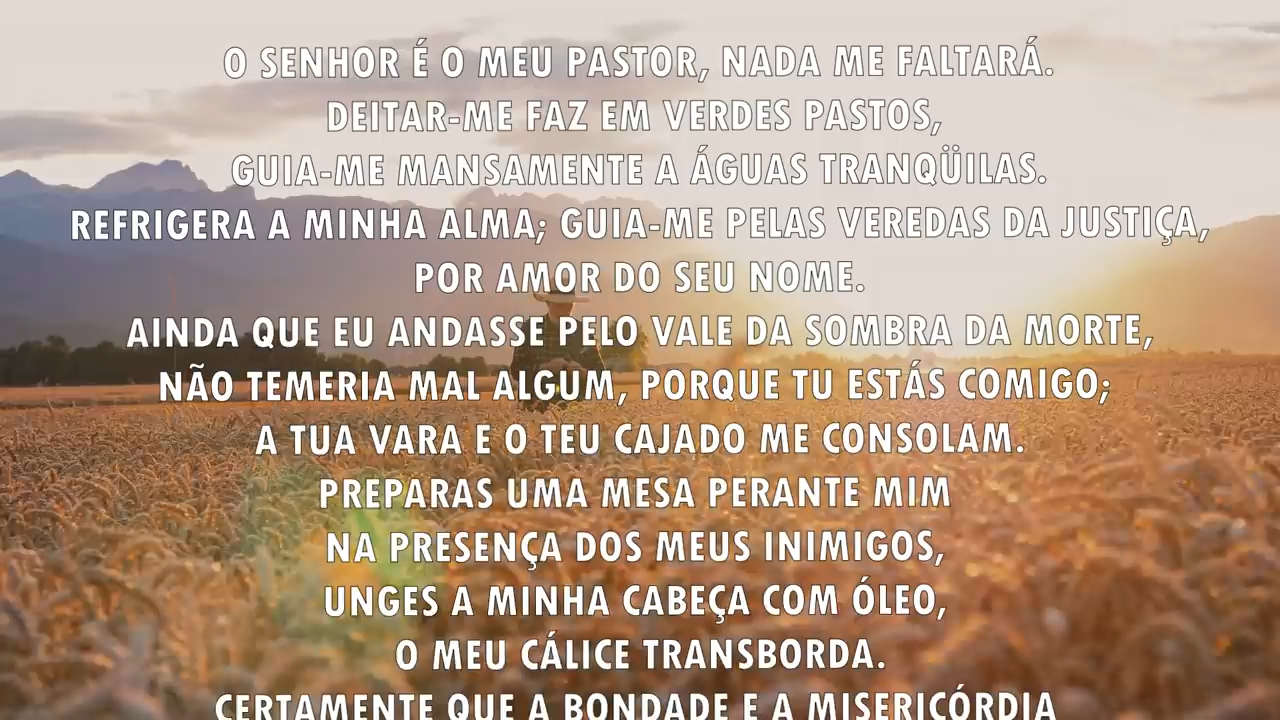 O SENHOR É O MEU PASTOR, NADA ME FALTARÁ.
DEITAR-ME FAZ EM VERDES PASTOS,
GUIA-ME MANSAMENTE A ÁGUAS TRANQÜILAS.
REFRIGERA A MINHA ALMA; GUIA-ME PELAS VEREDAS DA JUSTIÇA,
POR AMOR DO SEU NOME.
AINDA QUE EU ANDASSE PELO VALE DA SOMBRA DA MORTE,
NÃO TEMERIA MAL ALGUM, PORQUE TU ESTÁS COMIGO;
A TUA VARA E O TEU CAJADO ME CONSOLAM.
PREPARAS UMA MESA PERANTE MIM
NA PRESENÇA DOS MEUS INIMIGOS,
UNGES A MINHA CABEÇA COM ÓLEO,
O MEU CÁLICE TRANSBORDA.
CERTAMENTE QUE A BONDADE E A MISERICÓRDIA